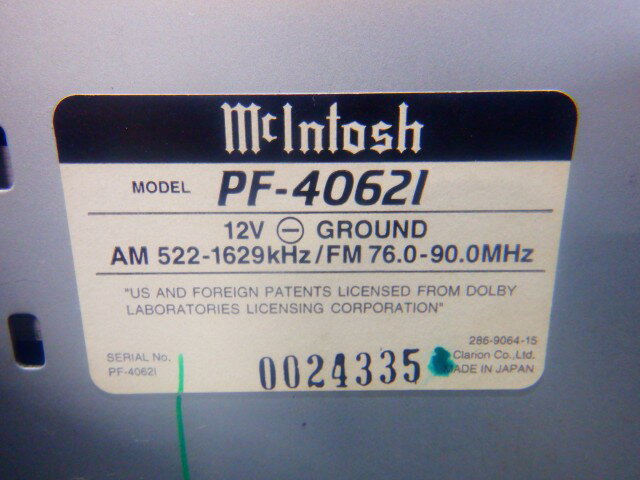 McIntosh
MODEL PF-4062I
12V ⊖ GROUND
AM 522-1629kHz/FM 76.0-90.0MHz
"US AND FOREIGN PATENTS LICENSED FROM DOLBY
LABORATORIES LICENSING CORPORATION"
286-9064-15
SERIAL No. 0024335 Clarion Co.,Ltd.
PF-4062I MADE IN JAPAN